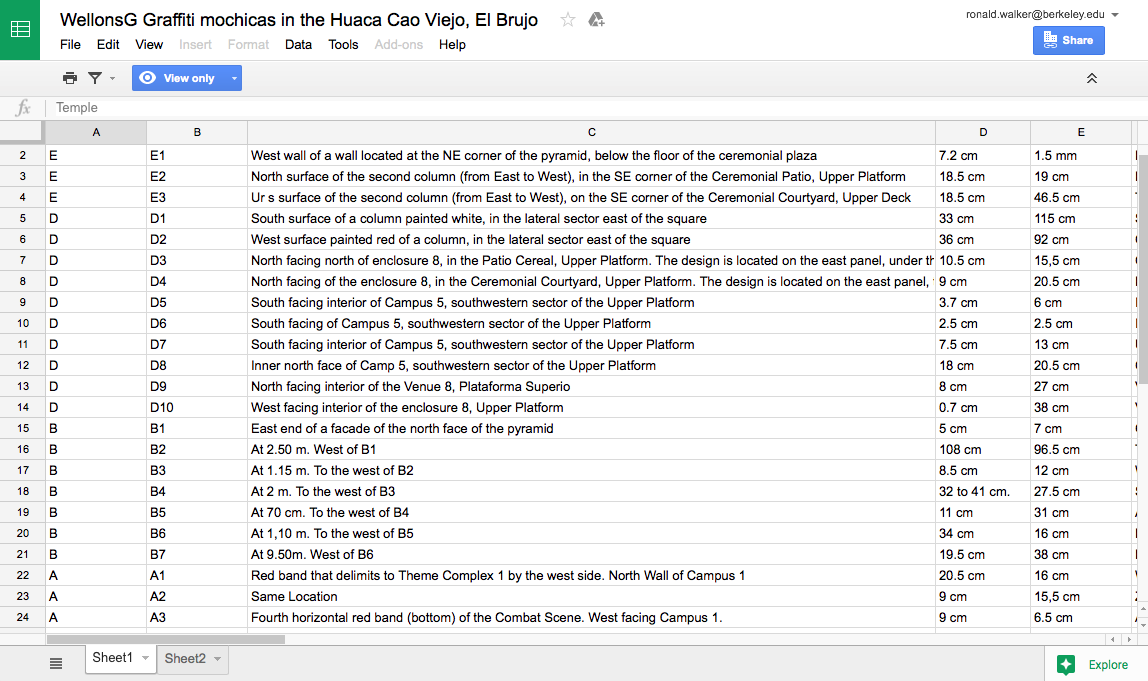 WellonsG Graffiti mochicas in the Huaca Cao Viejo, El Brujo
ronald.walker@berkeley.edu
File Edit View Insert Format Data Tools Add-ons Help
Share
View only
fx Temple
A B C D E
2 E E1 West wall of a wall located at the NE corner of the pyramid, below the floor of the ceremonial plaza 7.2 cm 1.5 mm
3 E E2 North surface of the second column (from East to West), in the SE corner of the Ceremonial Patio, Upper Platform 18.5 cm 19 cm
4 E E3 Ur s surface of the second column (from East to West), on the SE corner of the Ceremonial Courtyard, Upper Deck 18.5 cm 46.5 cm
5 D D1 South surface of a column painted white, in the lateral sector east of the square 33 cm 115 cm
6 D D2 West surface painted red of a column, in the lateral sector east of the square 36 cm 92 cm
7 D D3 North facing north of enclosure 8, in the Patio Cereal, Upper Platform. The design is located on the east panel, under 10.5 cm 15,5 cm
8 D D4 North facing of the enclosure 8, in the Ceremonial Courtyard, Upper Platform. The design is located on the east panel, 9 cm 20.5 cm
9 D D5 South facing interior of Campus 5, southwestern sector of the Upper Platform 3.7 cm 6 cm
10 D D6 South facing of Campus 5, southwestern sector of the Upper Platform 2.5 cm 2.5 cm
11 D D7 South facing interior of Campus 5, southwestern sector of the Upper Platform 7.5 cm 13 cm
12 D D8 Inner north face of Camp 5, southwestern sector of the Upper Platform 18 cm 20.5 cm
13 D D9 North facing interior of the Venue 8, Plataforma Superio 8 cm 27 cm
14 D D10 West facing interior of the enclosure 8, Upper Platform 0.7 cm 38 cm
15 B B1 East end of a facade of the north face of the pyramid 5 cm 7 cm
16 B B2 At 2.50 m. West of B1 108 cm 96.5 cm
17 B B3 At 1.15 m. To the west of B2 8.5 cm 12 cm
18 B B4 At 2 m. To the west of B3 32 to 41 cm. 27.5 cm
19 B B5 At 70 cm. To the west of B4 11 cm 31 cm
20 B B6 At 1,10 m. To the west of B5 34 cm 16 cm
21 B B7 At 9.50m. West of B6 19.5 cm 38 cm
22 A A1 Red band that delimits to Theme Complex 1 by the west side. North Wall of Campus 1 20.5 cm 16 cm
23 A A2 Same Location 9 cm 15,5 cm
24 A A3 Fourth horizontal red band (bottom) of the Combat Scene. West facing Campus 1. 9 cm 6.5 cm
Sheet1 Sheet2
Explore